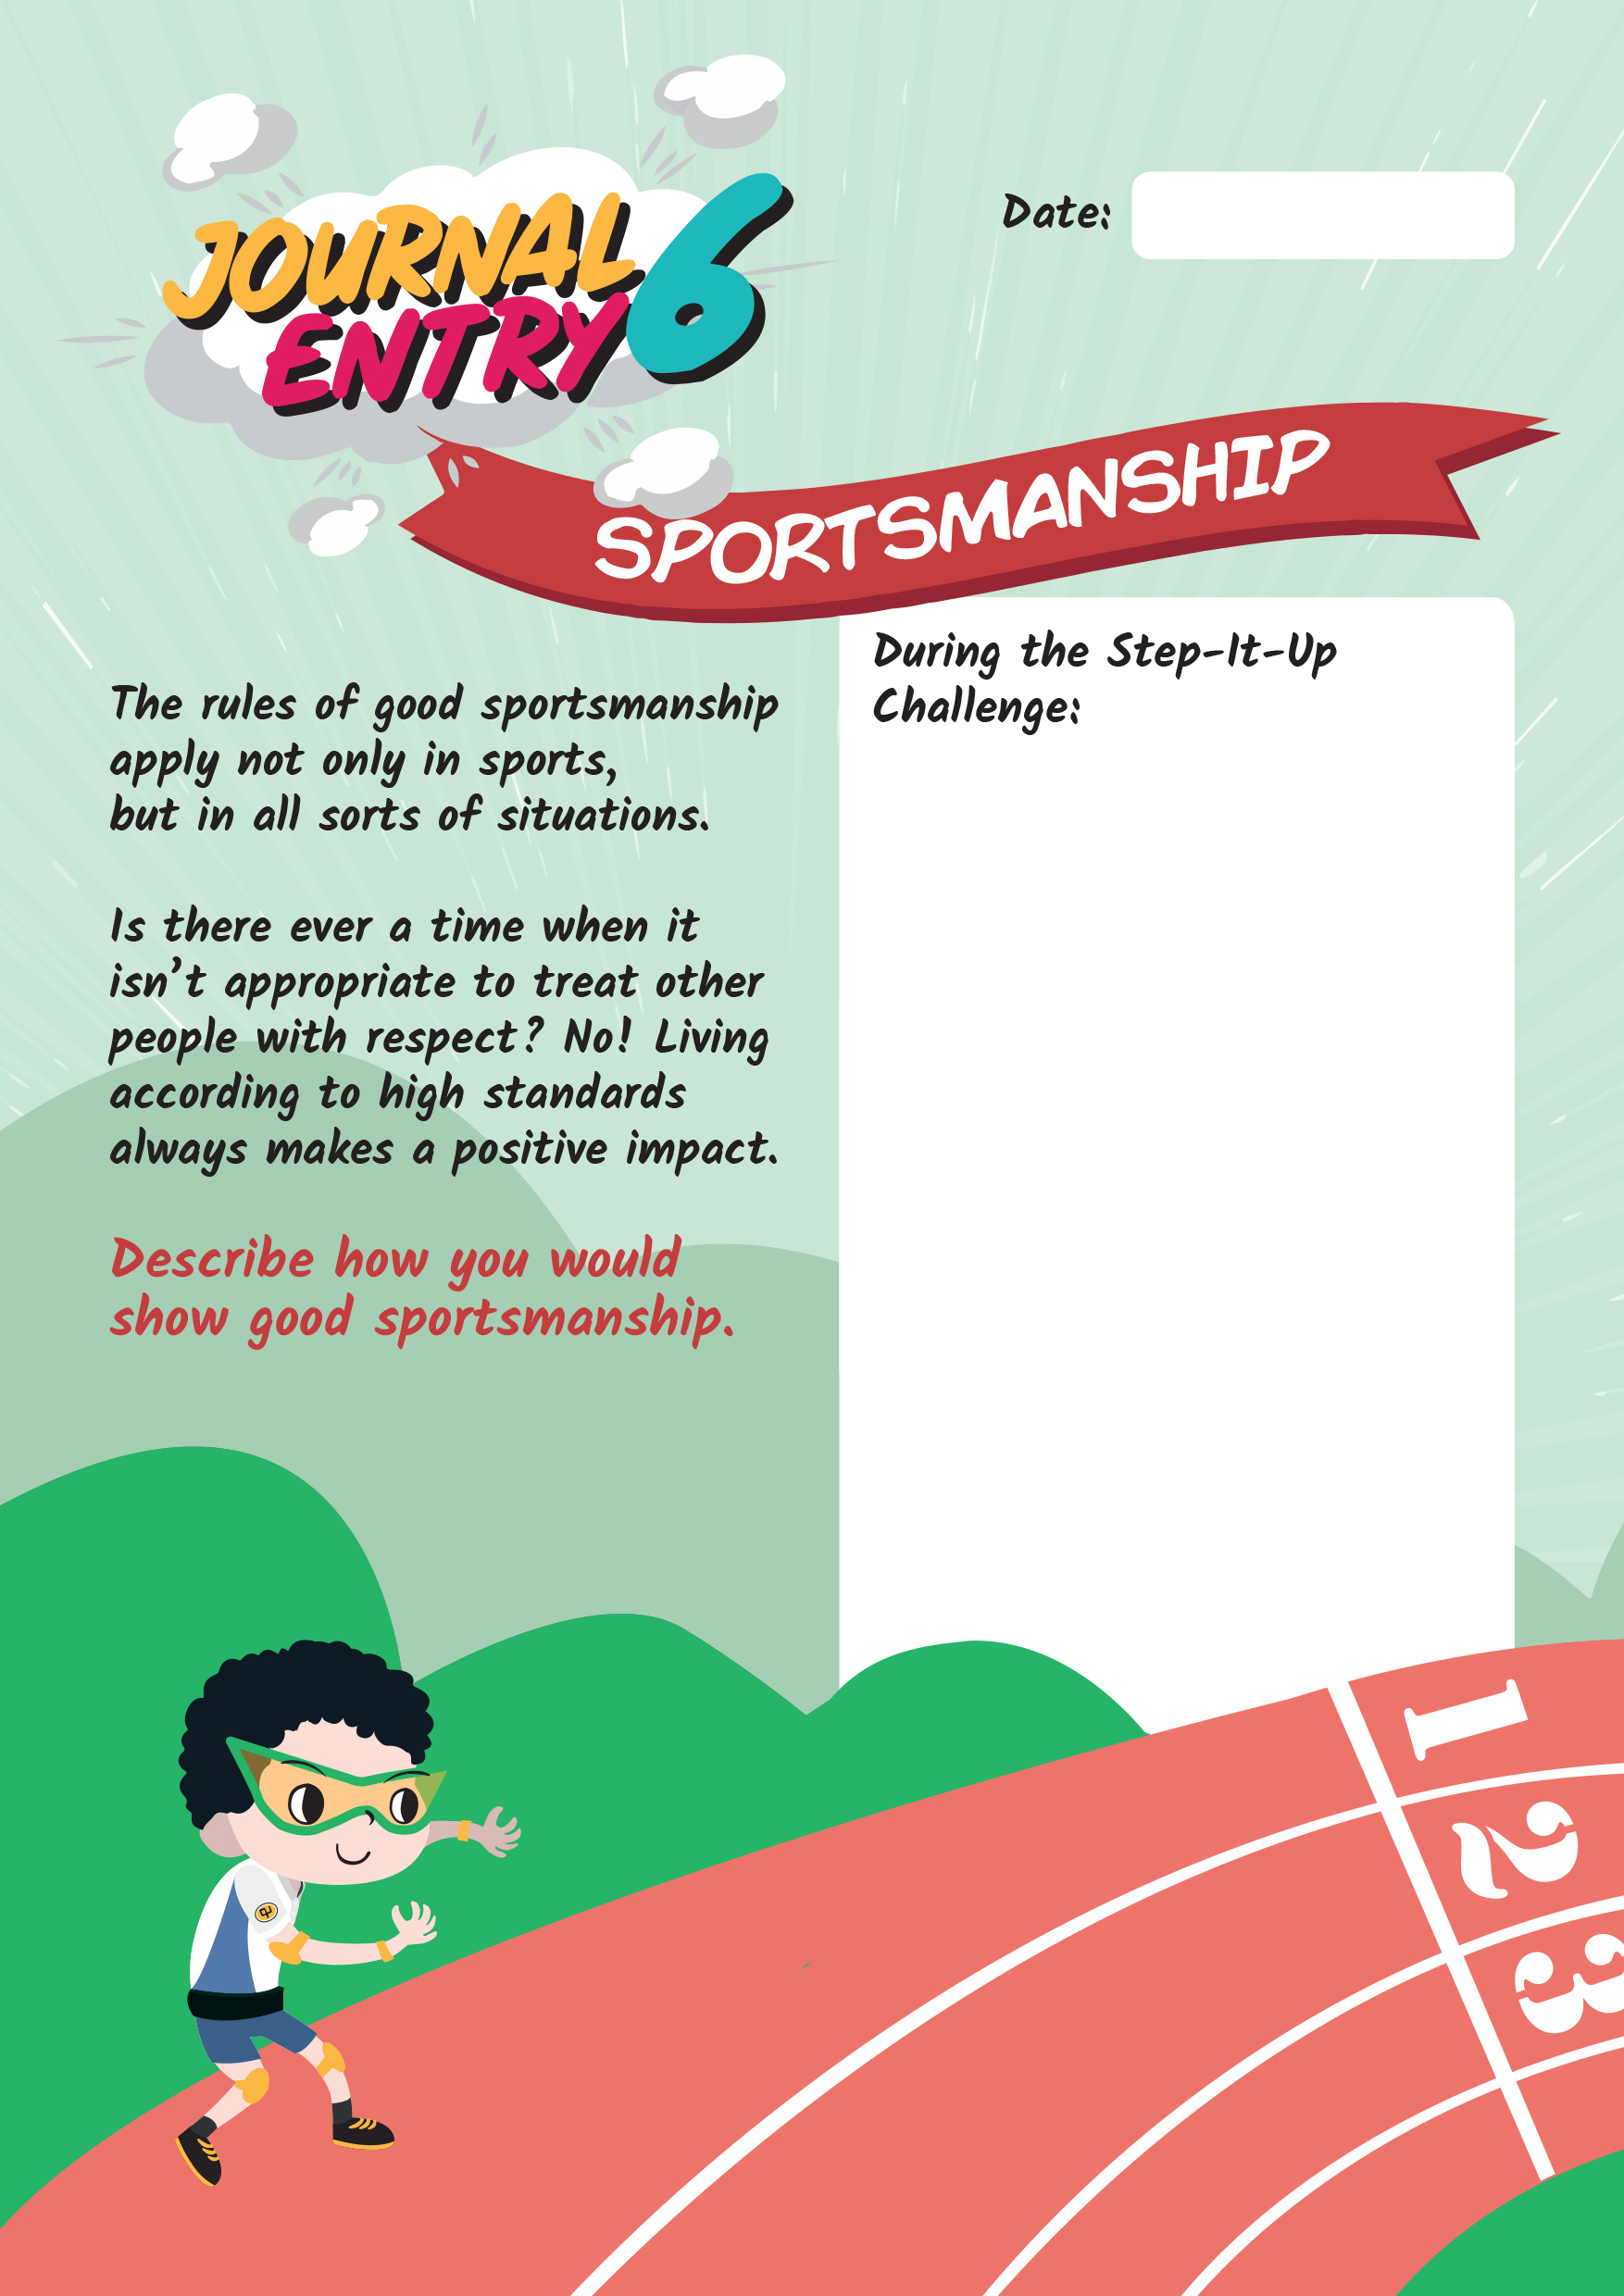 JOURNAL
ENTRY 6
Date:
SPORTSMANSHIP
The rules of good sportsmanship
apply not only in sports,
but in all sorts of situations.
Is there ever a time when it
isn’t appropriate to treat other
people with respect? No! Living
according to high standards
always makes a positive impact.
Describe how you would
show good sportsmanship.
During the Step-It-Up
Challenge:
1
2
3